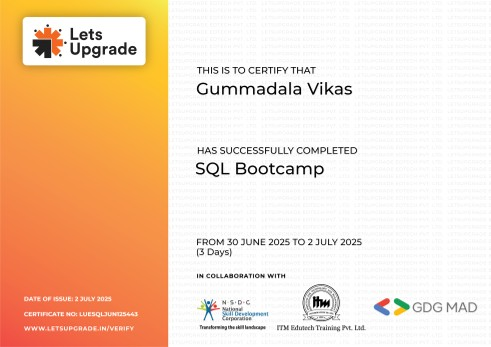 Lets
Upgrade
THIS IS TO CERTIFY THAT
Gummadala Vikas
HAS SUCCESSFULLY COMPLETED
SQL Bootcamp
FROM 30 JUNE 2025 TO 2 JULY 2025
(3 Days)
IN COLLABORATION WITH
N · S · D · C
National
Skill Development
Corporation
Transforming the skill landscape
itm
ITM Edutech Training Pvt. Ltd.
GDG MAD
DATE OF ISSUE: 2 JULY 2025
CERTIFICATE NO: LUESQLJUN125443
WWW.LETSUPGRADE.IN/VERIFY